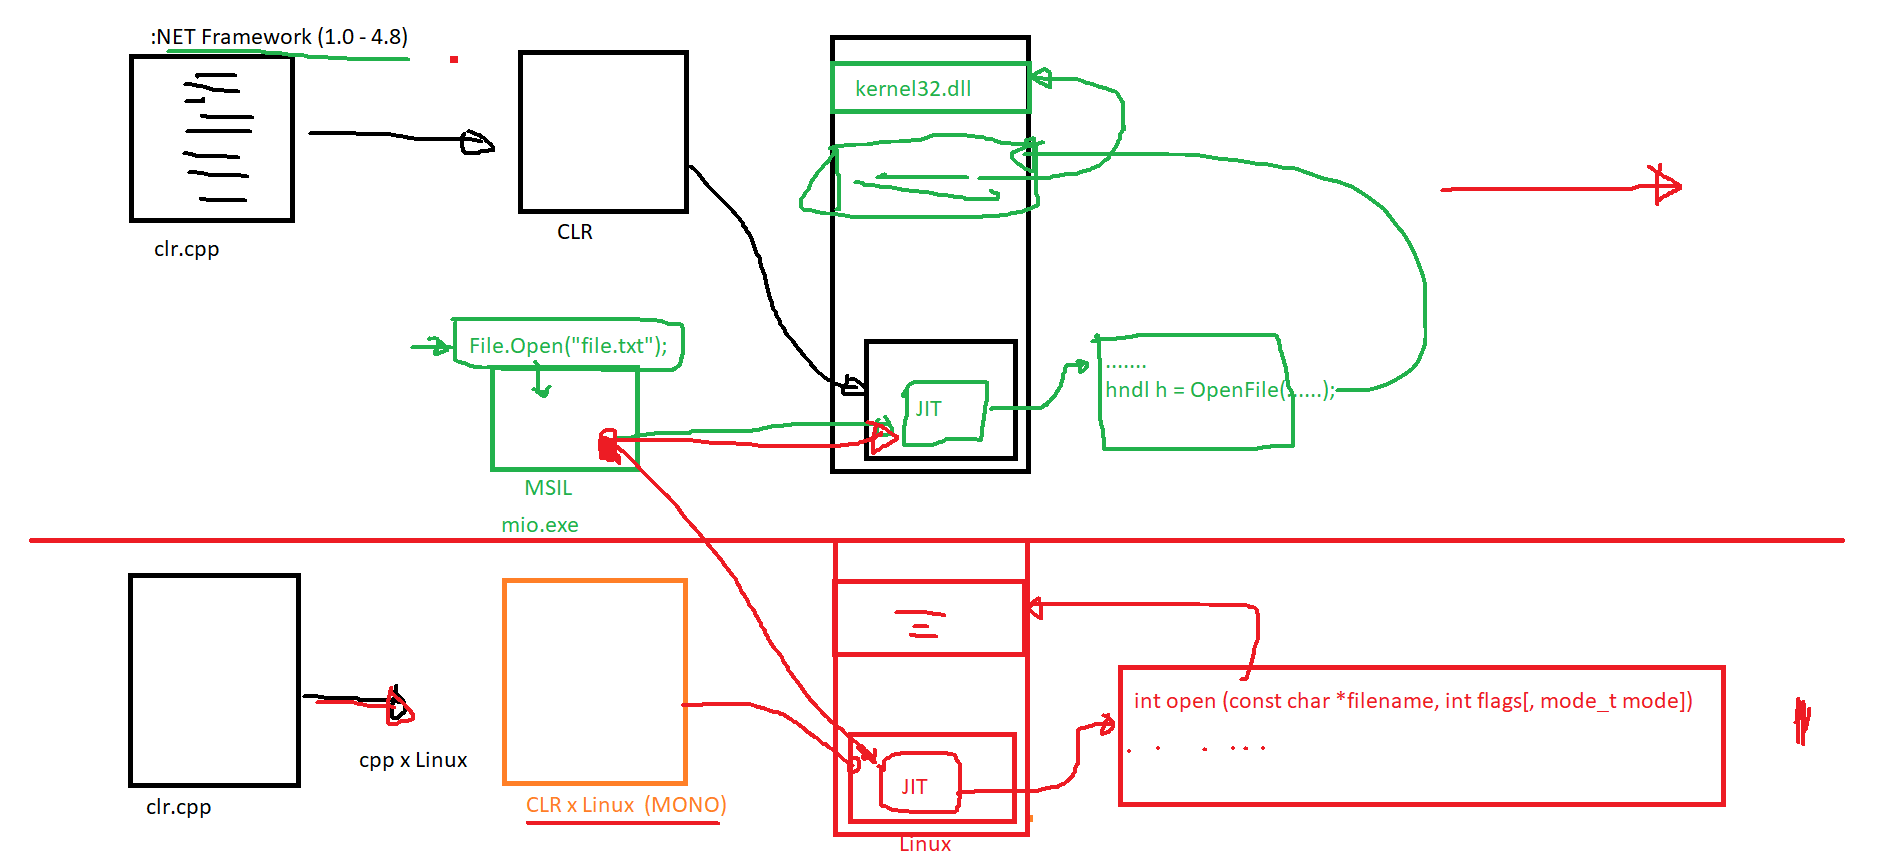 :NET Framework (1.0 - 4.8)
kernel32.dll
clr.cpp
CLR
File.Open("file.txt");
JIT
.......
hndl h = OpenFile(......);
MSIL
mio.exe
int open (const char *filename, int flags[, mode_t mode])
. . . . . .
cpp x Linux
clr.cpp
CLR x Linux (MONO)
JIT
Linux